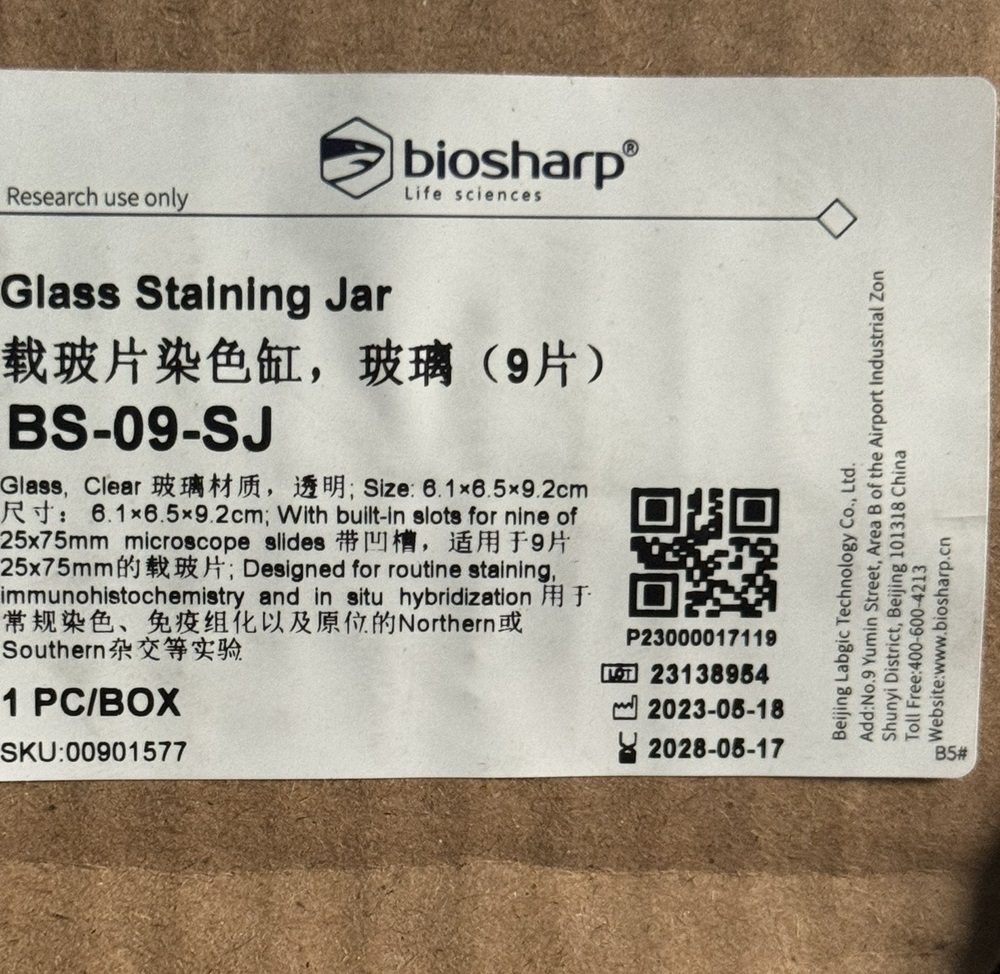 biosharp®
Life sciences
Research use only
Glass Staining Jar
载玻片染色缸，玻璃（9片）
BS-09-SJ
Glass, Clear 玻璃材质，透明; Size: 6.1×6.5×9.2cm
尺寸： 6.1×6.5×9.2cm; With built-in slots for nine of
25x75mm microscope slides 带凹槽，适用于9片
25x75mm的载玻片; Designed for routine staining,
immunohistochemistry and in situ hybridization 用于
常规染色、免疫组化以及原位的Northern或
Southern杂交等实验
1 PC/BOX
SKU:00901577
P23000017119
LOT 23138954
2023-05-18
2028-05-17
Beijing Labgic Technology Co., Ltd.
Add:No.9 Yumin Street, Area B of the Airport Industrial Zon
Shunyi District, Beijing 101318 China
Toll Free:400-600-4213
Website:www.biosharp.cn
B5#